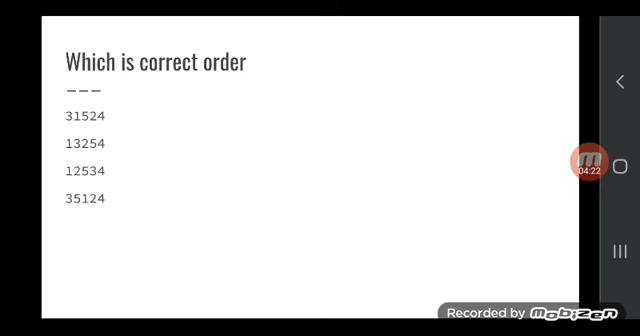 Which is correct order
31524
13254
12534
35124
04:22
Recorded by mobizen